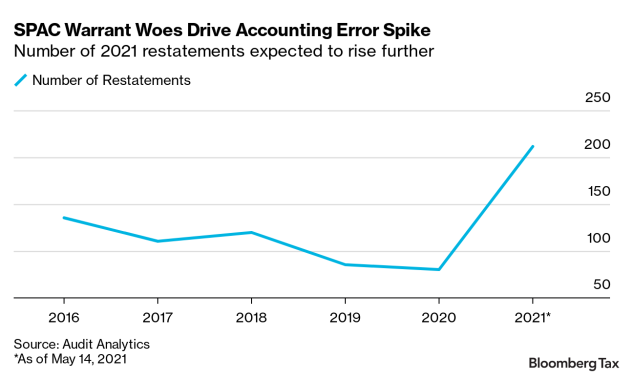 SPAC Warrant Woes Drive Accounting Error Spike
Number of 2021 restatements expected to rise further
Number of Restatements
250
200
150
100
50
2016 2017 2018 2019 2020 2021*
Source: Audit Analytics
*As of May 14, 2021
Bloomberg Tax